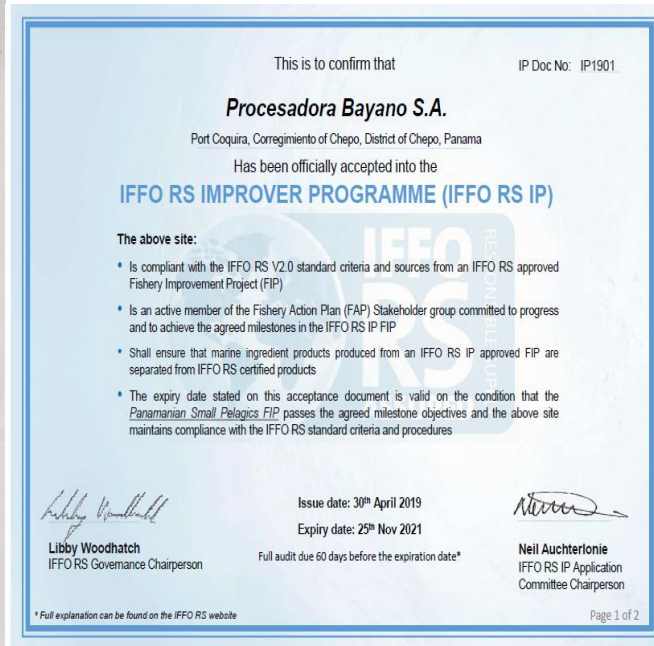 This is to confirm that
IP Doc No: IP1901
Procesadora Bayano S.A.
Port Coquira, Corregimiento of Chepo, District of Chepo, Panama
Has been officially accepted into the
IFFO RS IMPROVER PROGRAMME (IFFO RS IP)
The above site:
• Is compliant with the IFFO RS V2.0 standard criteria and sources from an IFFO RS approved
Fishery Improvement Project (FIP)
• Is an active member of the Fishery Action Plan (FAP) Stakeholder group committed to progress
and to achieve the agreed milestones in the IFFO RS IP FIP
• Shall ensure that marine ingredient products produced from an IFFO RS IP approved FIP are
separated from IFFO RS certified products
• The expiry date stated on this acceptance document is valid on the condition that the
Panamanian Small Pelagics FIP passes the agreed milestone objectives and the above site
maintains compliance with the IFFO RS standard criteria and procedures
IFFO
RS
Libby Woodhatch
IFFO RS Governance Chairperson
Issue date: 30th April 2019
Expiry date: 25th Nov 2021
Full audit due 60 days before the expiration date*
Neil Auchterlonie
IFFO RS IP Application
Committee Chairperson
* Full explanation can be found on the IFFO RS website
Page 1 of 2